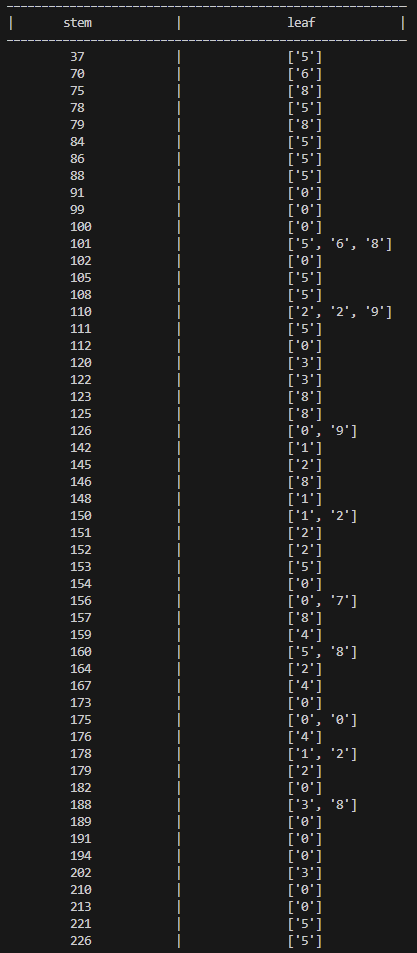 | stem | leaf |
37 | ['5']
70 | ['6']
75 | ['8']
78 | ['5']
79 | ['8']
84 | ['5']
86 | ['5']
88 | ['5']
91 | ['0']
99 | ['0']
100 | ['0']
101 | ['5', '6', '8']
102 | ['0']
105 | ['5']
108 | ['5']
110 | ['2', '2', '9']
111 | ['5']
112 | ['0']
120 | ['3']
122 | ['3']
123 | ['8']
125 | ['8']
126 | ['0', '9']
142 | ['1']
145 | ['2']
146 | ['8']
148 | ['1']
150 | ['1', '2']
151 | ['2']
152 | ['2']
153 | ['5']
154 | ['0']
156 | ['0', '7']
157 | ['8']
159 | ['4']
160 | ['5', '8']
164 | ['2']
167 | ['4']
173 | ['0']
175 | ['0', '0']
176 | ['4']
178 | ['1', '2']
179 | ['2']
182 | ['0']
188 | ['3', '8']
189 | ['0']
191 | ['0']
194 | ['0']
202 | ['3']
210 | ['0']
213 | ['0']
221 | ['5']
226 | ['5']